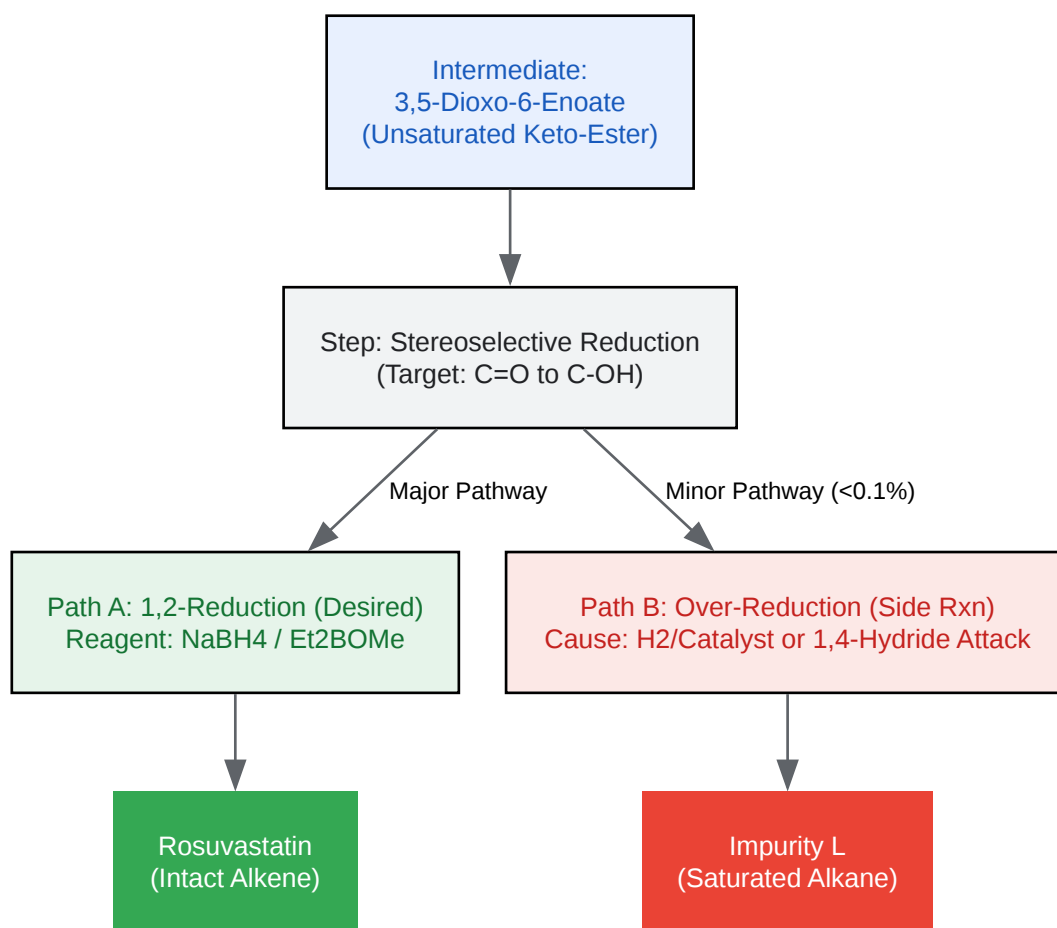 Intermediate:
3,5-Dioxo-6-Enoate
(Unsaturated Keto-Ester)
Step: Stereoselective Reduction
(Target: C=O to C-OH)
Major Pathway
Minor Pathway (<0.1%)
Path A: 1,2-Reduction (Desired)
Reagent: NaBH4 / Et2BOMe
Path B: Over-Reduction (Side Rxn)
Cause: H2/Catalyst or 1,4-Hydride Attack
Rosuvastatin
(Intact Alkene)
Impurity L
(Saturated Alkane)